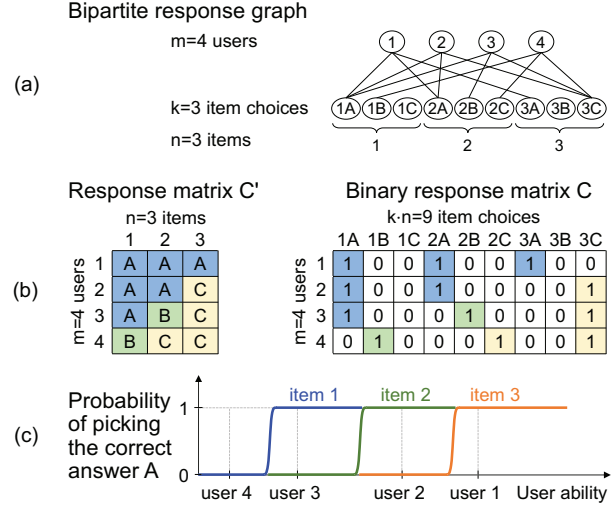 Bipartite response graph
m=4 users
1 2 3 4
(a)
k=3 item choices
1A 1B 1C 2A 2B 2C 3A 3B 3C
n=3 items
1 2 3
Response matrix C'
n=3 items
1 2 3
(b)
m=4 users
1 A A A
2 A A C
3 A B C
4 B C C
Binary response matrix C
k·n=9 item choices
1A 1B 1C 2A 2B 2C 3A 3B 3C
m=4 users
1 1 0 0 1 0 0 1 0 0
2 1 0 0 1 0 0 0 0 1
3 1 0 0 0 1 0 0 0 1
4 0 1 0 0 0 1 0 0 1
(c)
Probability
of picking
the correct
answer A
1
0
item 1 item 2 item 3
user 4 user 3 user 2 user 1 User ability